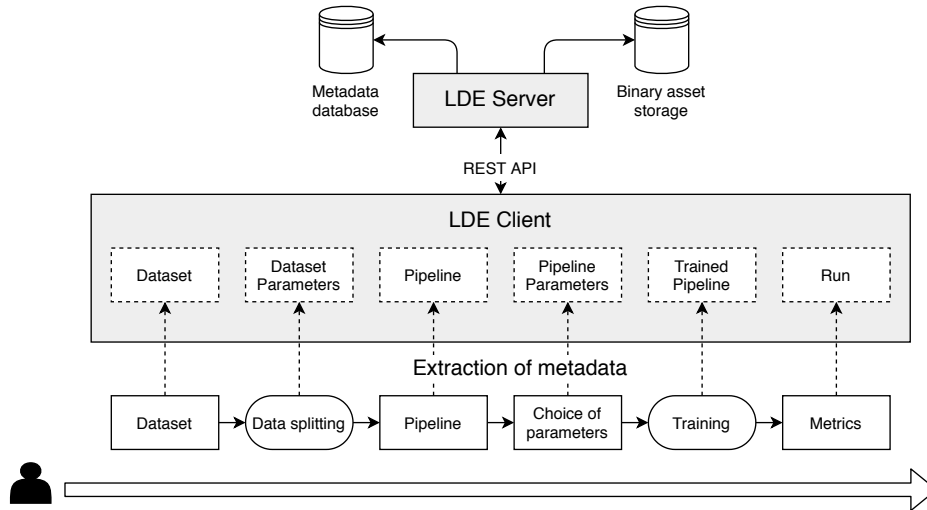 Metadata
database
LDE Server
Binary asset
storage
REST API
LDE Client
Dataset
Dataset
Parameters
Pipeline
Pipeline
Parameters
Trained
Pipeline
Run
Extraction of metadata
Dataset
Data splitting
Pipeline
Choice of
parameters
Training
Metrics